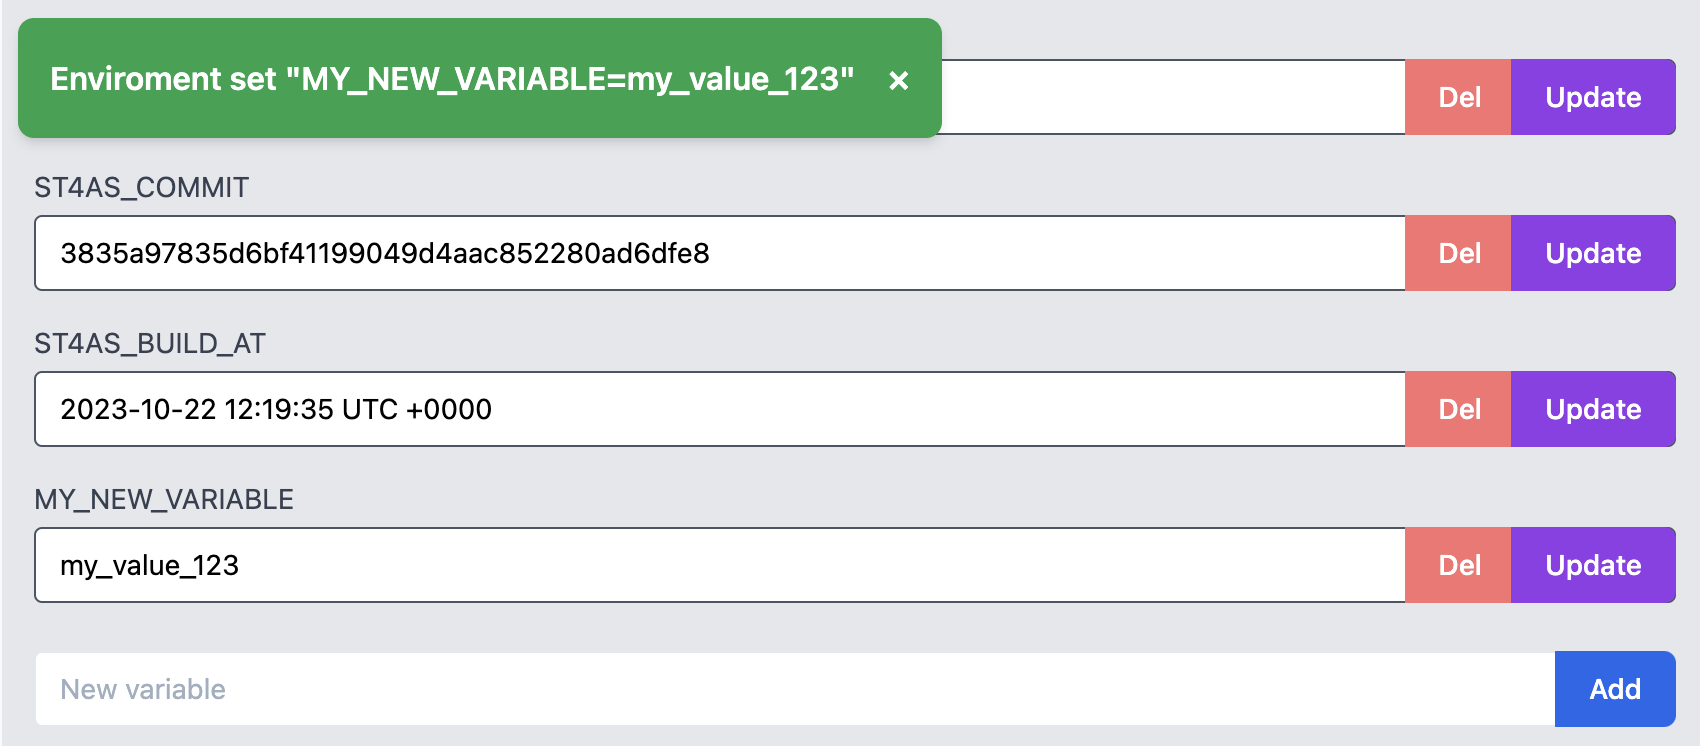 Enviroment set "MY_NEW_VARIABLE=my_value_123" ×
Del Update
ST4AS_COMMIT
3835a97835d6bf41199049d4aac852280ad6dfe8 Del Update
ST4AS_BUILD_AT
2023-10-22 12:19:35 UTC +0000 Del Update
MY_NEW_VARIABLE
my_value_123 Del Update
New variable Add